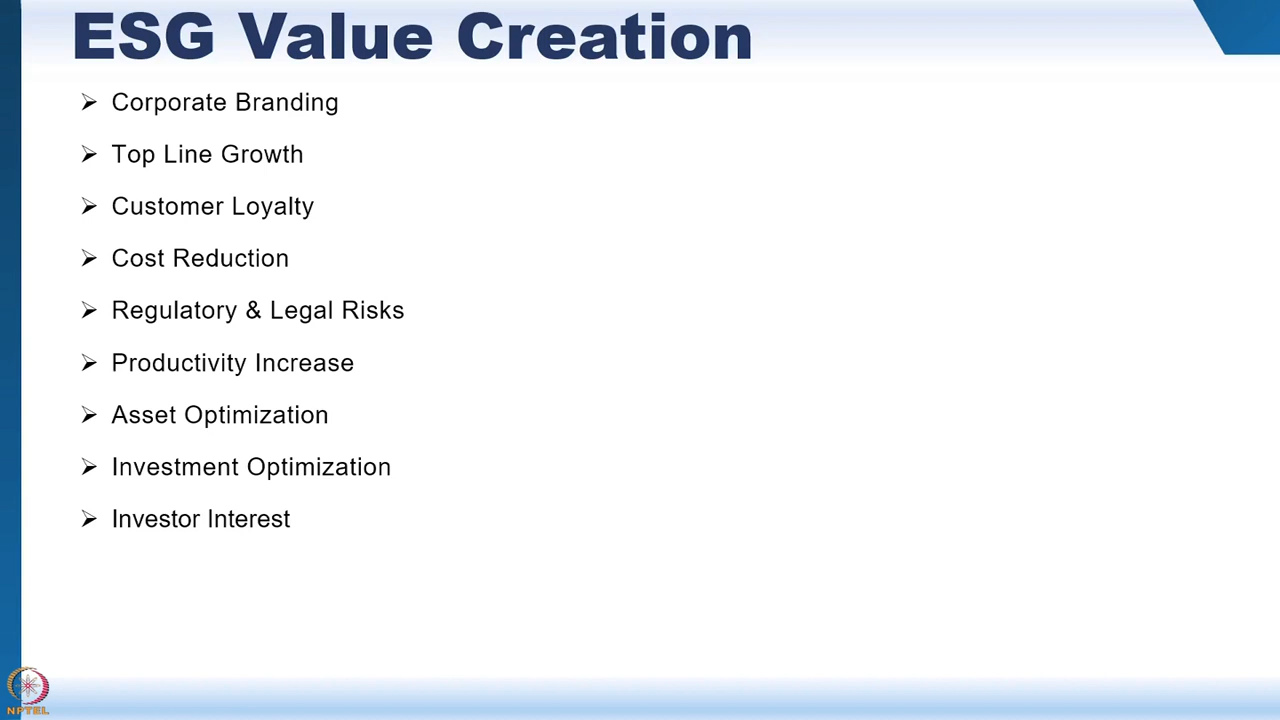 ESG Value Creation
➢ Corporate Branding
➢ Top Line Growth
➢ Customer Loyalty
➢ Cost Reduction
➢ Regulatory & Legal Risks
➢ Productivity Increase
➢ Asset Optimization
➢ Investment Optimization
➢ Investor Interest
NPTEL